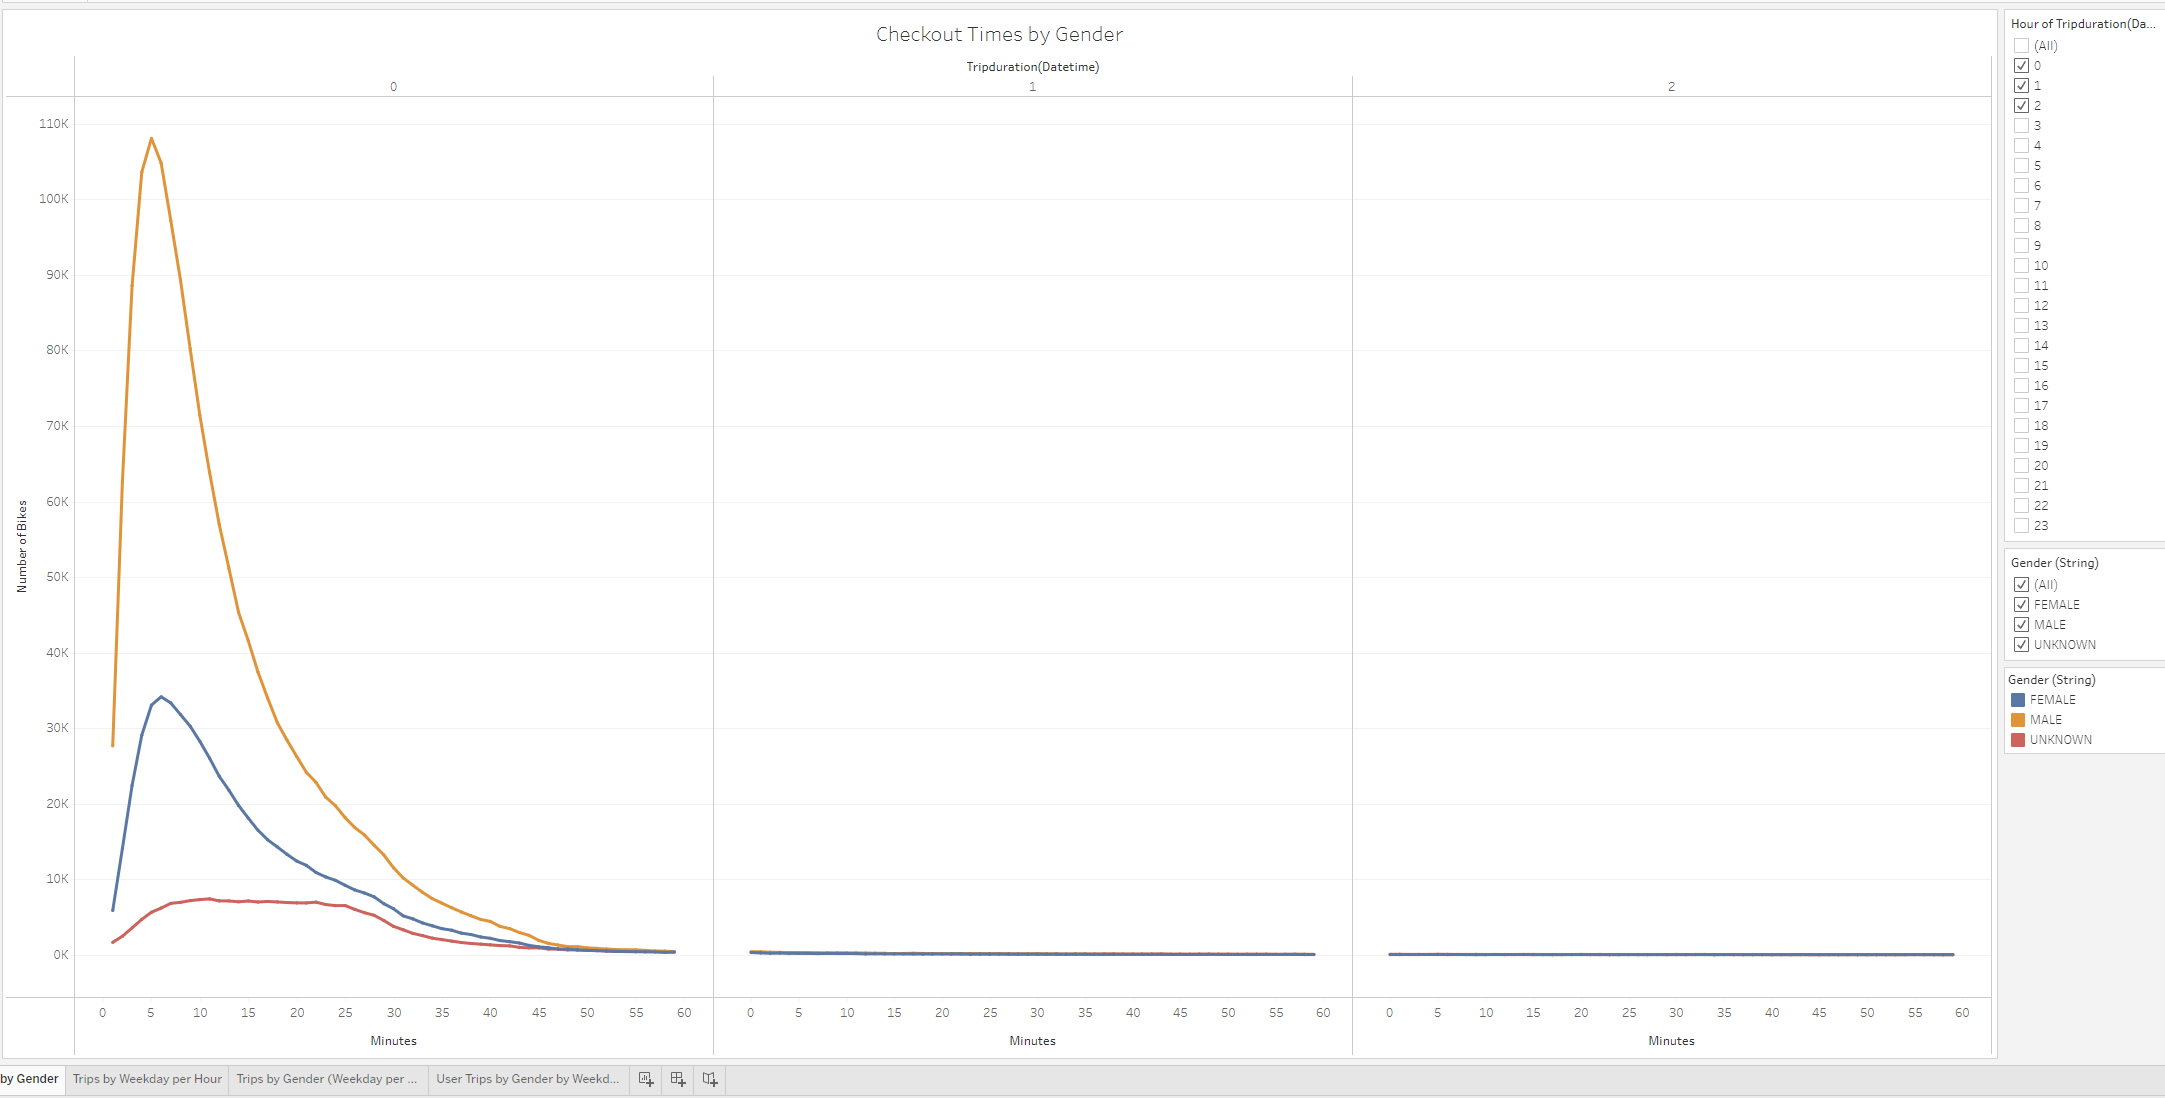 Checkout Times by Gender
Tripduration(Datetime)
0 1 2
110K
100K
90K
80K
70K
60K
50K
40K
30K
20K
10K
0K
Number of Bikes
0 5 10 15 20 25 30 35 40 45 50 55 60
0 5 10 15 20 25 30 35 40 45 50 55 60
0 5 10 15 20 25 30 35 40 45 50 55 60
Minutes Minutes Minutes
Hour of Tripduration(Da...
(All)
0
1
2
3
4
5
6
7
8
9
10
11
12
13
14
15
16
17
18
19
20
21
22
23
Gender (String)
(All)
FEMALE
MALE
UNKNOWN
Gender (String)
FEMALE
MALE
UNKNOWN
by Gender
Trips by Weekday per Hour
Trips by Gender (Weekday per ...
User Trips by Gender by Weekd...